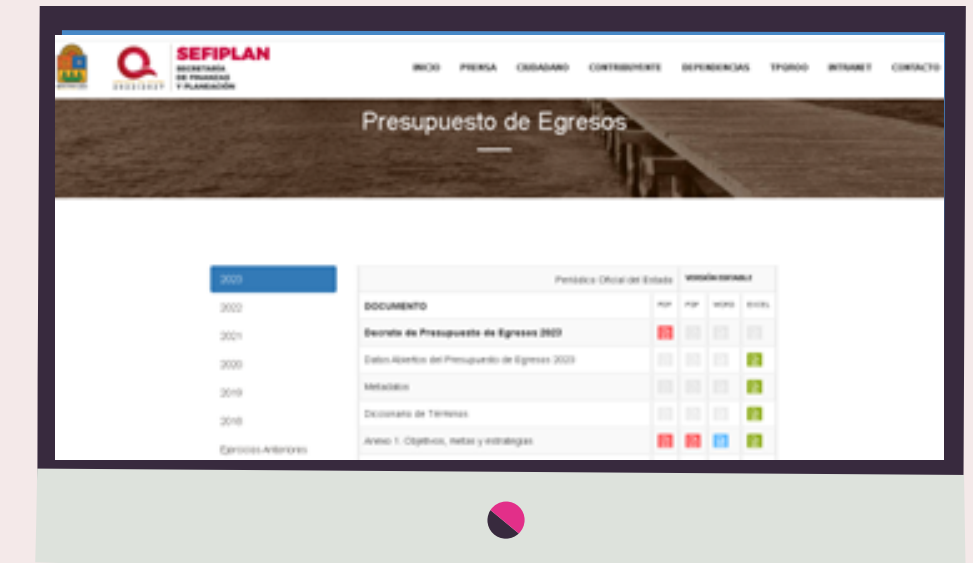 SEFIPLAN
SECRETARÍA
DE FINANZAS
Y PLANEACIÓN
2022|2027
INICIO PRENSA CIUDADANO CONTRIBUYENTE DEPENDENCIAS TPQROO INTRANET CONTACTO
Presupuesto de Egresos
2023
2022
2021
2020
2019
2018
Ejercicios Anteriores
Periódico Oficial del Estado VERSIÓN EDITABLE
DOCUMENTO PDF PDF WORD EXCEL
Decreto de Presupuesto de Egresos 2023
Datos Abiertos del Presupuesto de Egresos 2023
Metadatos
Diccionario de Términos
Anexo 1. Objetivos, metas y estrategias